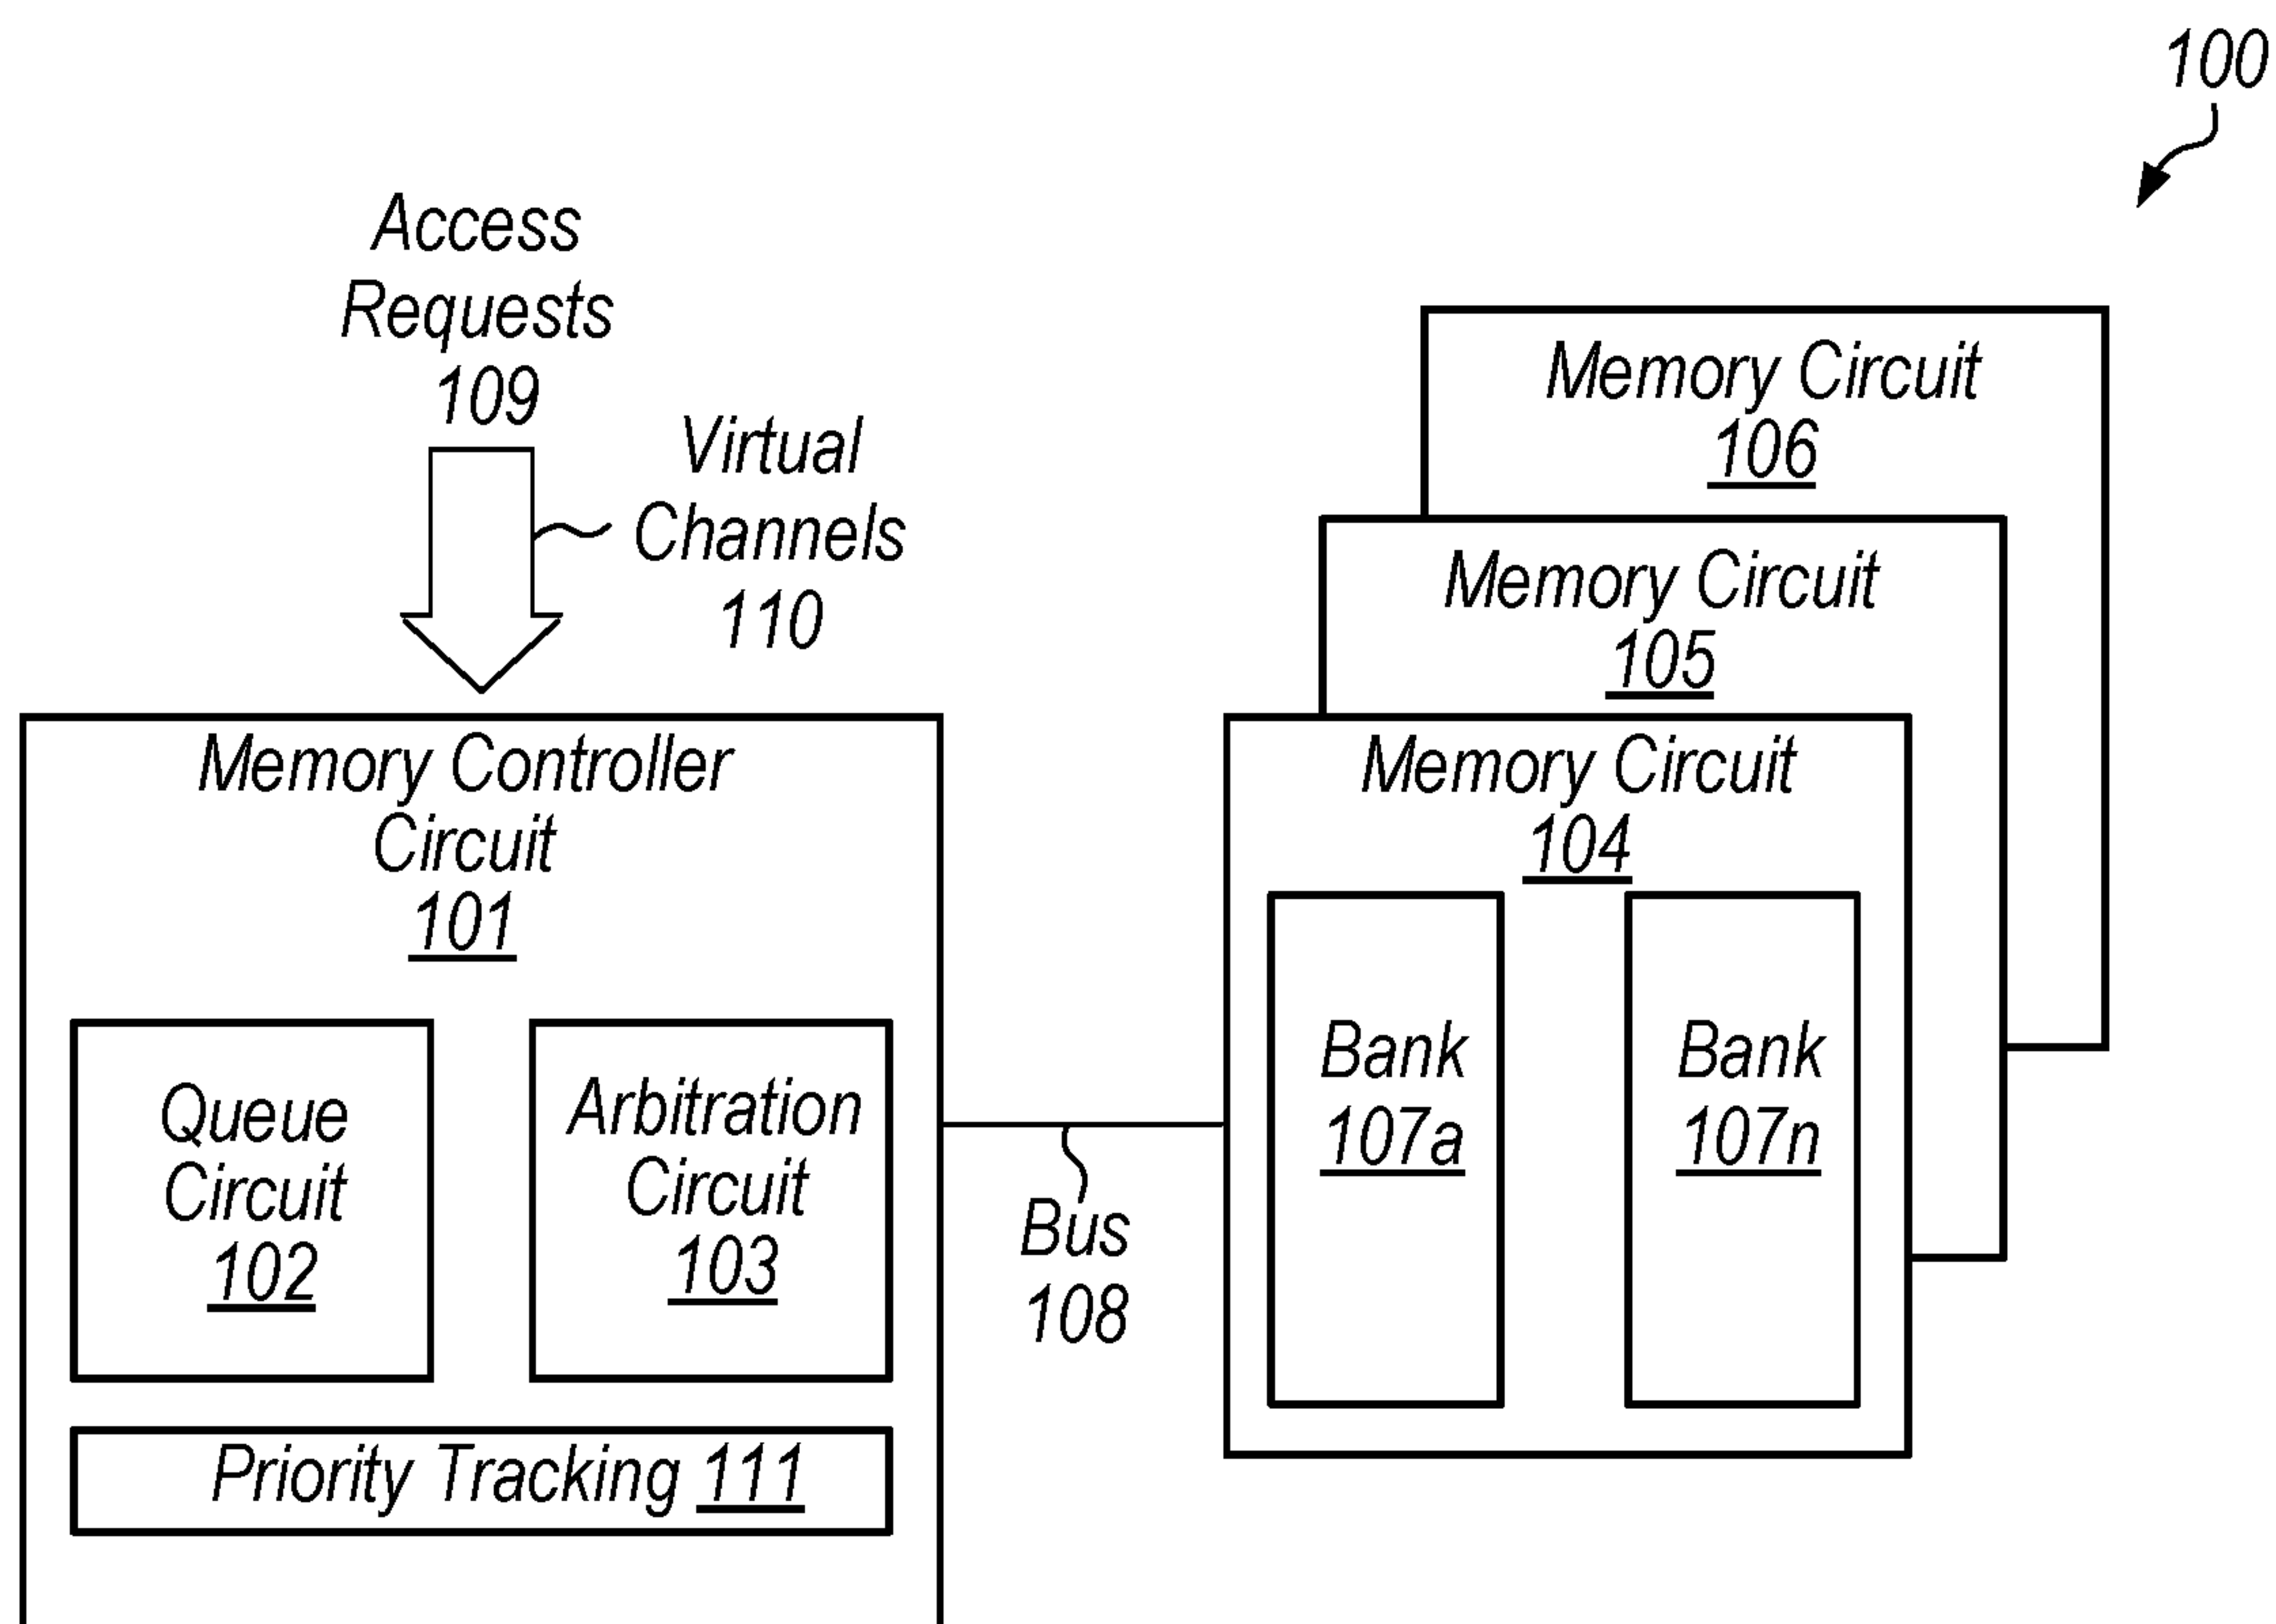 100
Access
Requests
109
Virtual
Channels
110
Memory Controller
Circuit
101
Queue
Circuit
102
Arbitration
Circuit
103
Priority Tracking 111
Bus
108
Memory Circuit
106
Memory Circuit
105
Memory Circuit
104
Bank
107a
Bank
107n